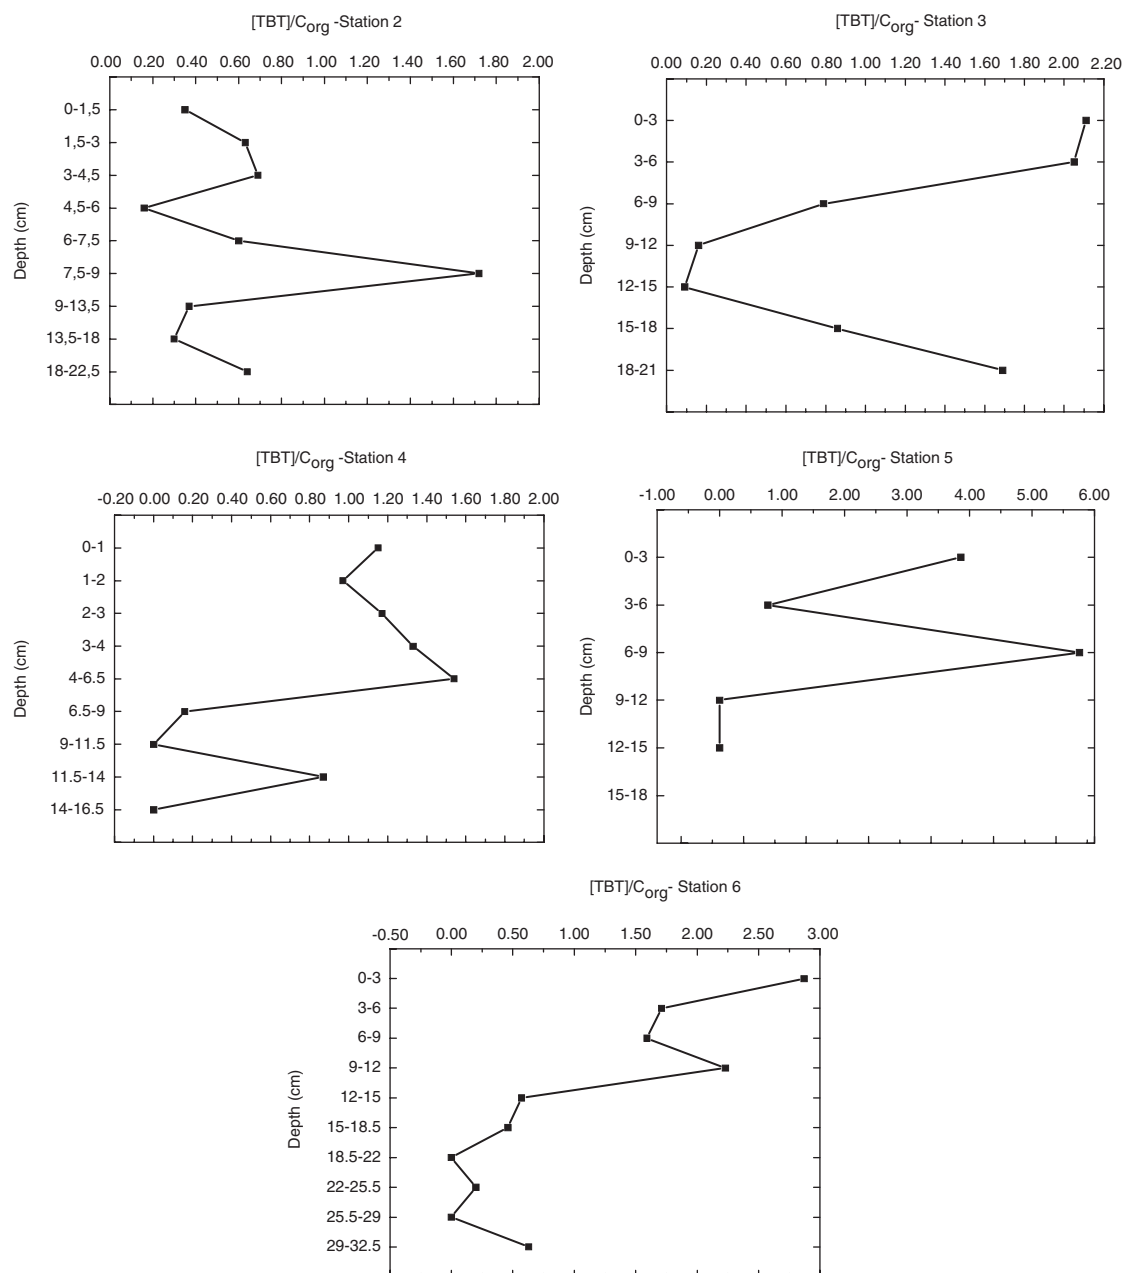 [TBT]/Corg -Station 2
0.00 0.20 0.40 0.60 0.80 1.00 1.20 1.40 1.60 1.80 2.00
0-1,5
1,5-3
3-4,5
4,5-6
6-7,5
7,5-9
9-13,5
13,5-18
18-22,5
Depth (cm)
[TBT]/Corg- Station 3
0.00 0.20 0.40 0.60 0.80 1.00 1.20 1.40 1.60 1.80 2.00 2.20
0-3
3-6
6-9
9-12
12-15
15-18
18-21
Depth (cm)
[TBT]/Corg -Station 4
-0.20 0.00 0.20 0.40 0.60 0.80 1.00 1.20 1.40 1.60 1.80 2.00
0-1
1-2
2-3
3-4
4-6.5
6.5-9
9-11.5
11.5-14
14-16.5
Depth (cm)
[TBT]/Corg- Station 5
-1.00 0.00 1.00 2.00 3.00 4.00 5.00 6.00
0-3
3-6
6-9
9-12
12-15
15-18
Depth (cm)
[TBT]/Corg- Station 6
-0.50 0.00 0.50 1.00 1.50 2.00 2.50 3.00
0-3
3-6
6-9
9-12
12-15
15-18.5
18.5-22
22-25.5
25.5-29
29-32.5
Depth (cm)